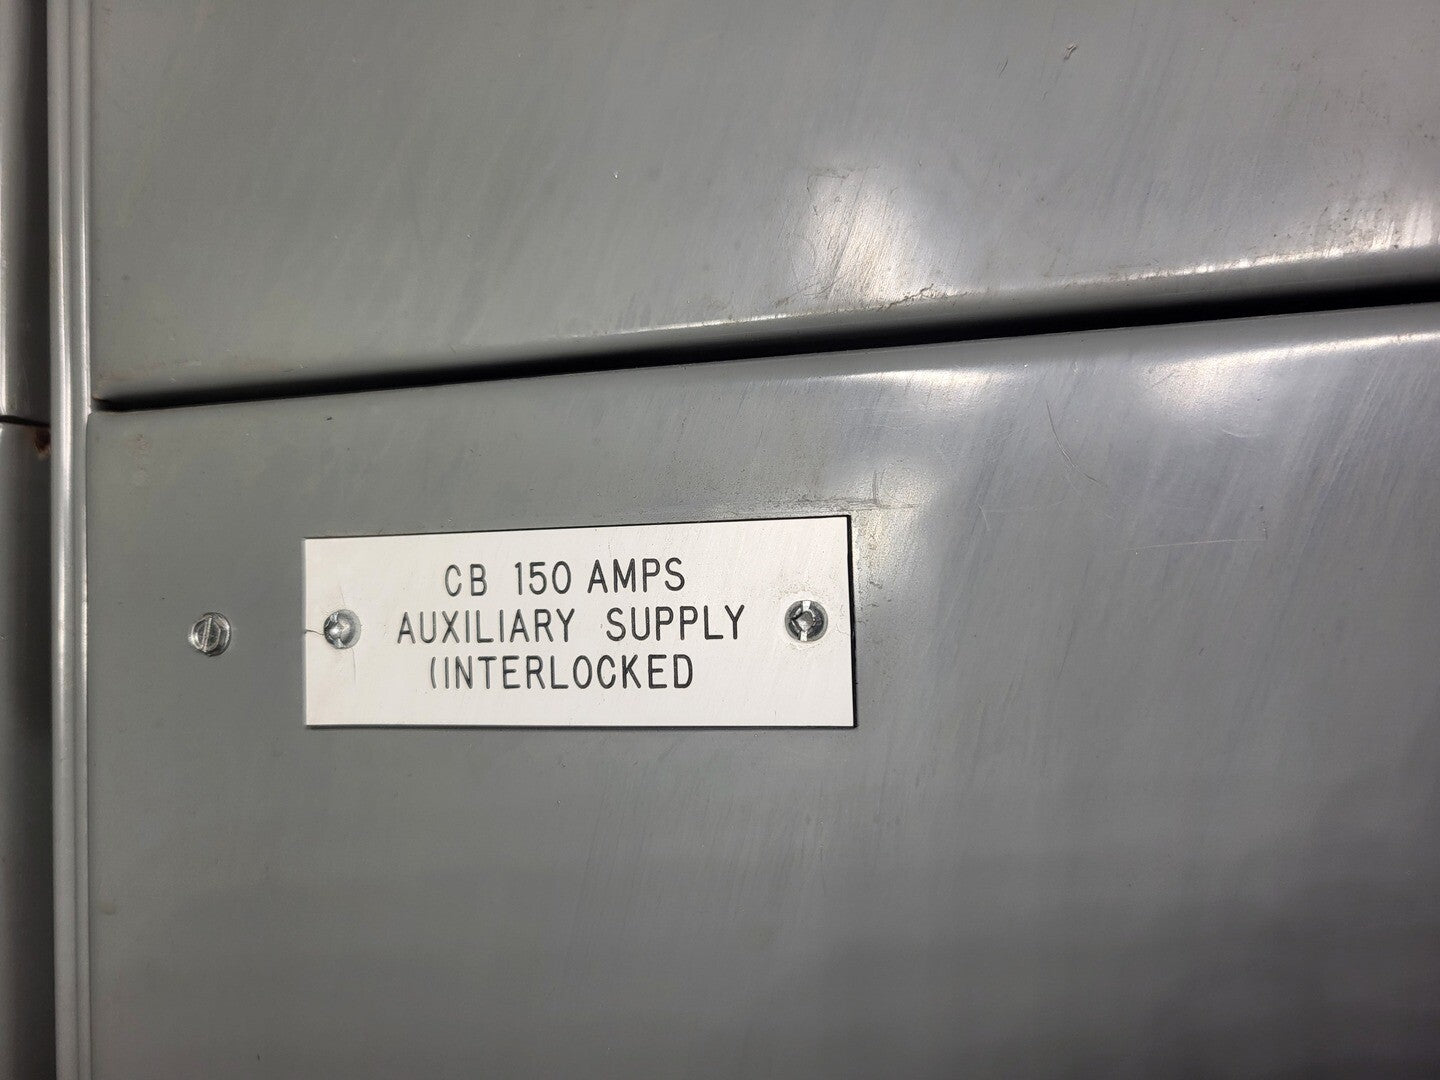 CB 150 AMPS
AUXILIARY SUPPLY
(INTERLOCKED